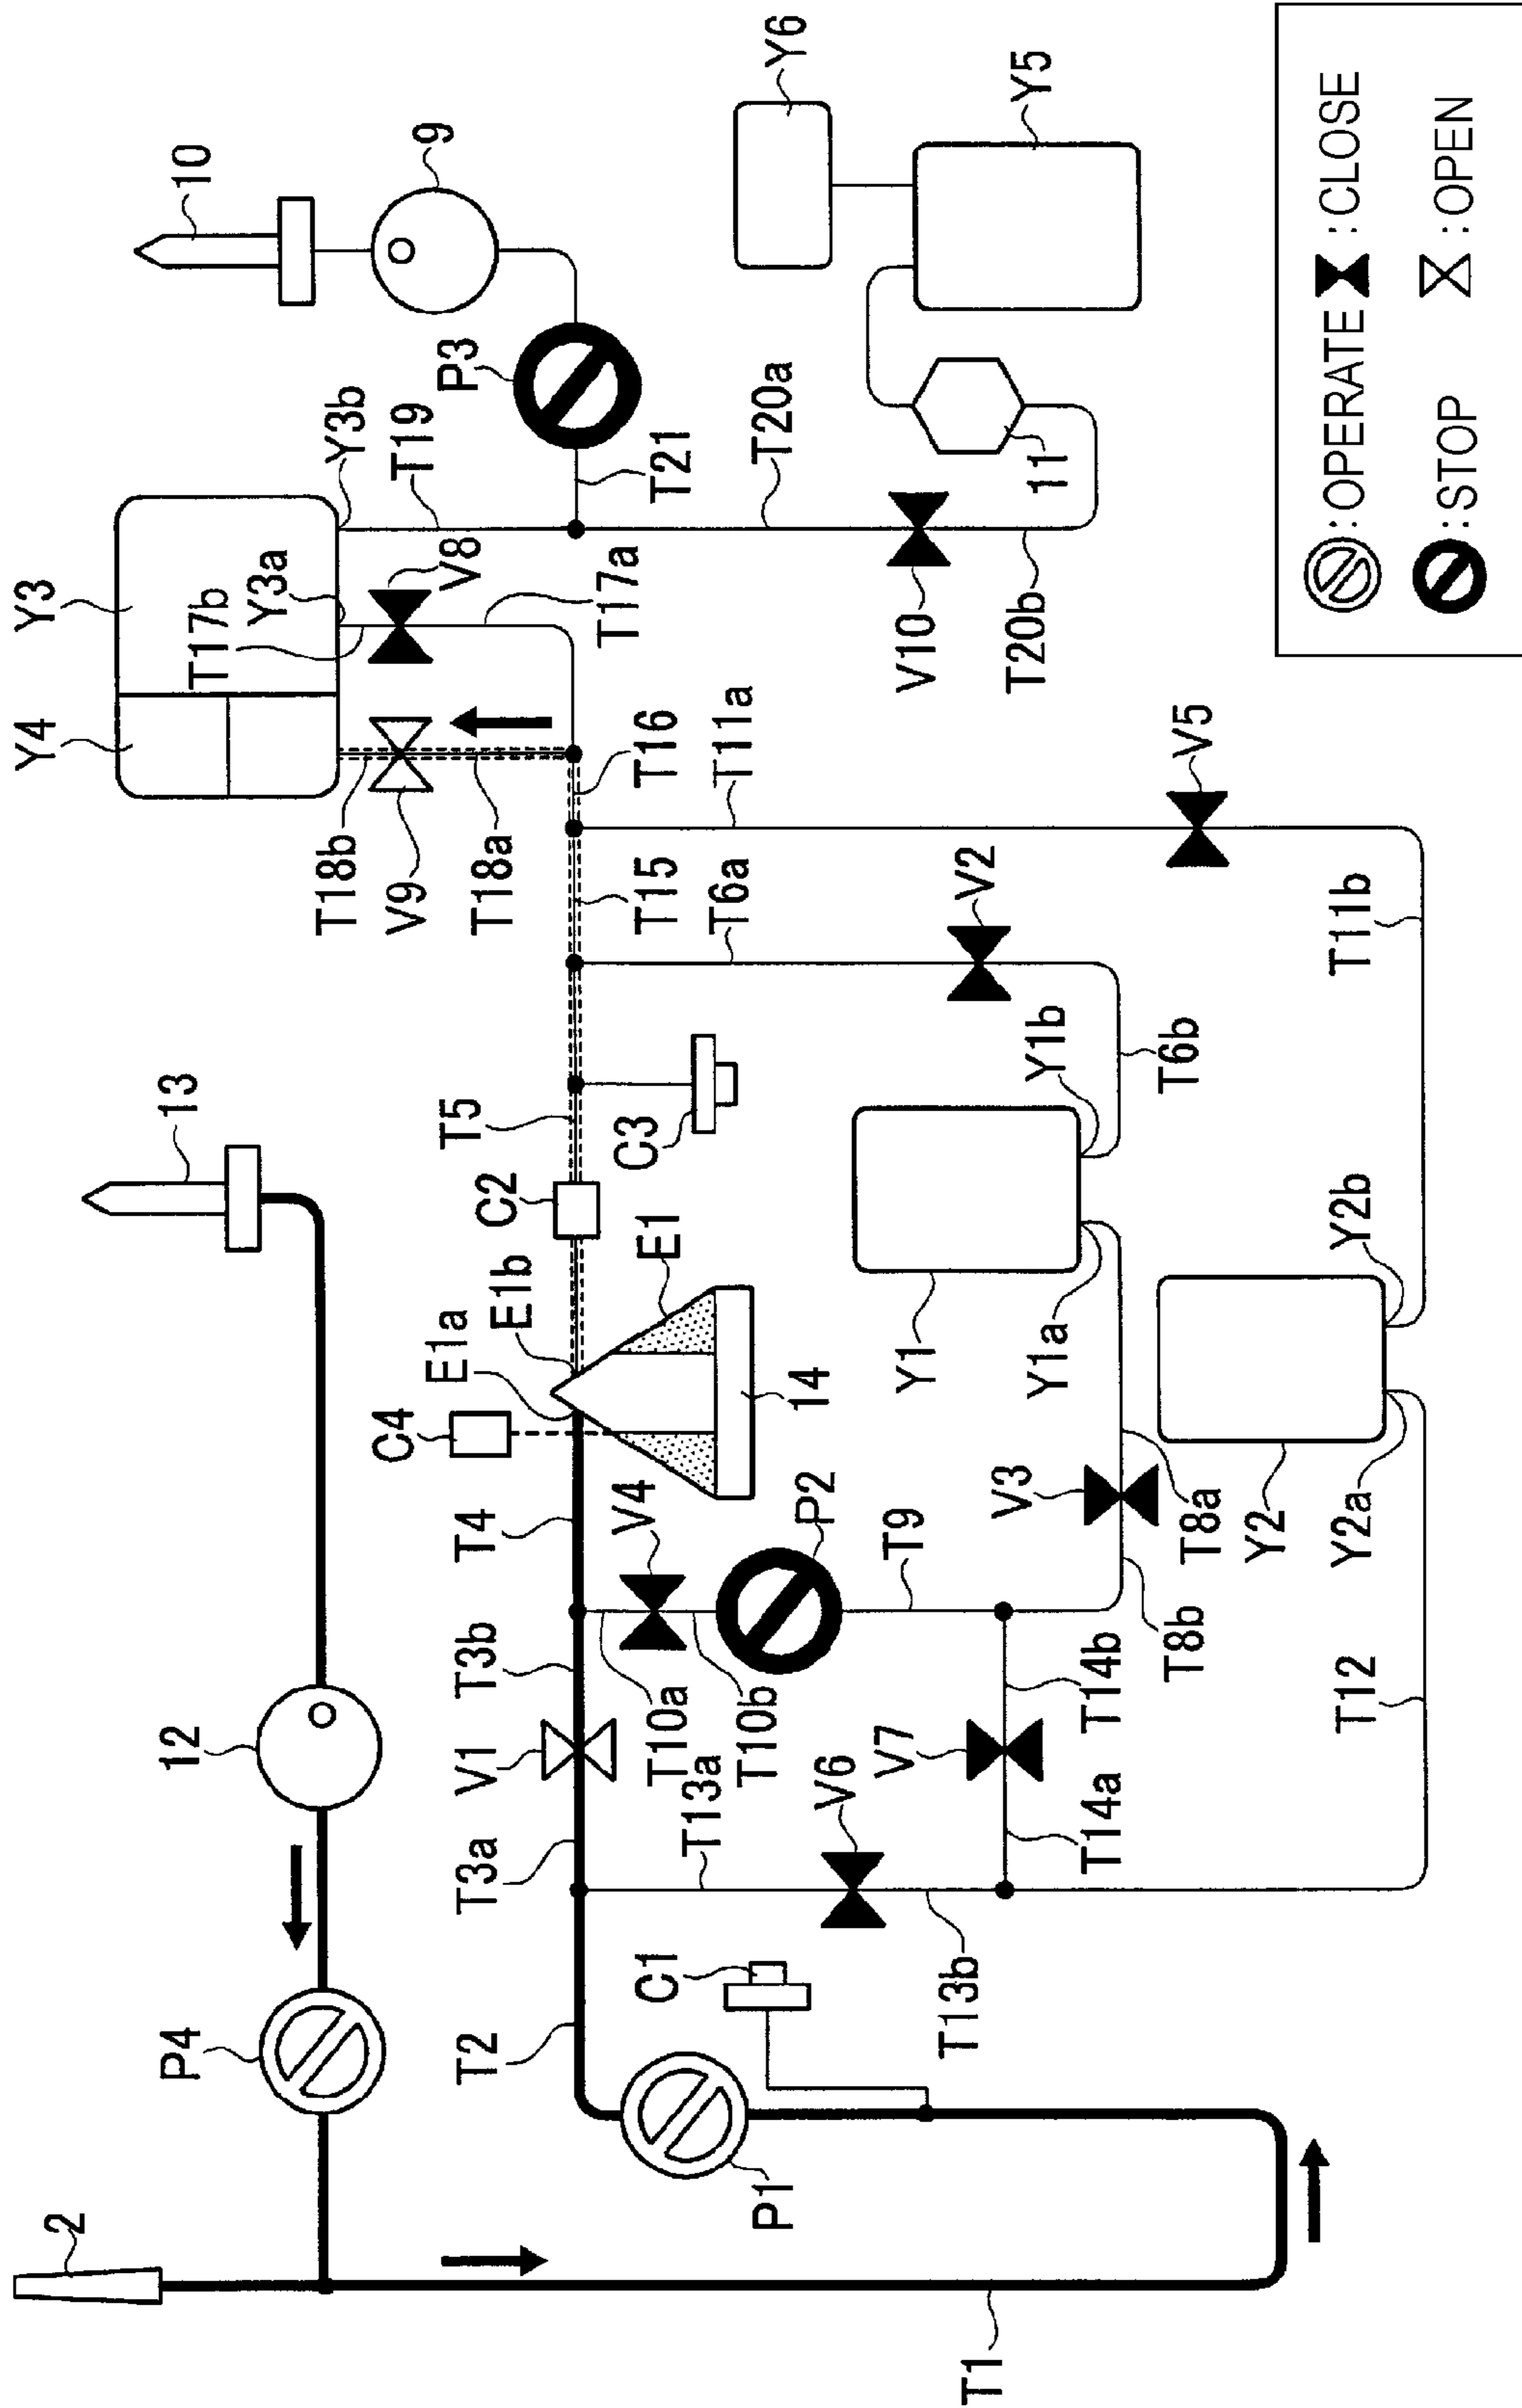 Y3
Y4
T17b
Y3a
Y3b
T19
V8
T17a
T18b
V9
T18a
T16
T15
T11a
T6a
V2
V5
T11b
10
9
P3
T21
T20a
11
V10
T20b
Y6
Y5
13
12
P4
2
T1
P1
C1
T2
T3a
V1
T3b
T4
C4
E1a
E1b
C2
T5
C3
E1
14
V4
T10a
T10b
T13a
P2
T9
V6
T13b
V7
T14a
T14b
T8b
V3
T8a
Y1
Y1a
Y1b
T6b
Y2
Y2a
Y2b
T12
:OPERATE :CLOSE
:STOP :OPEN